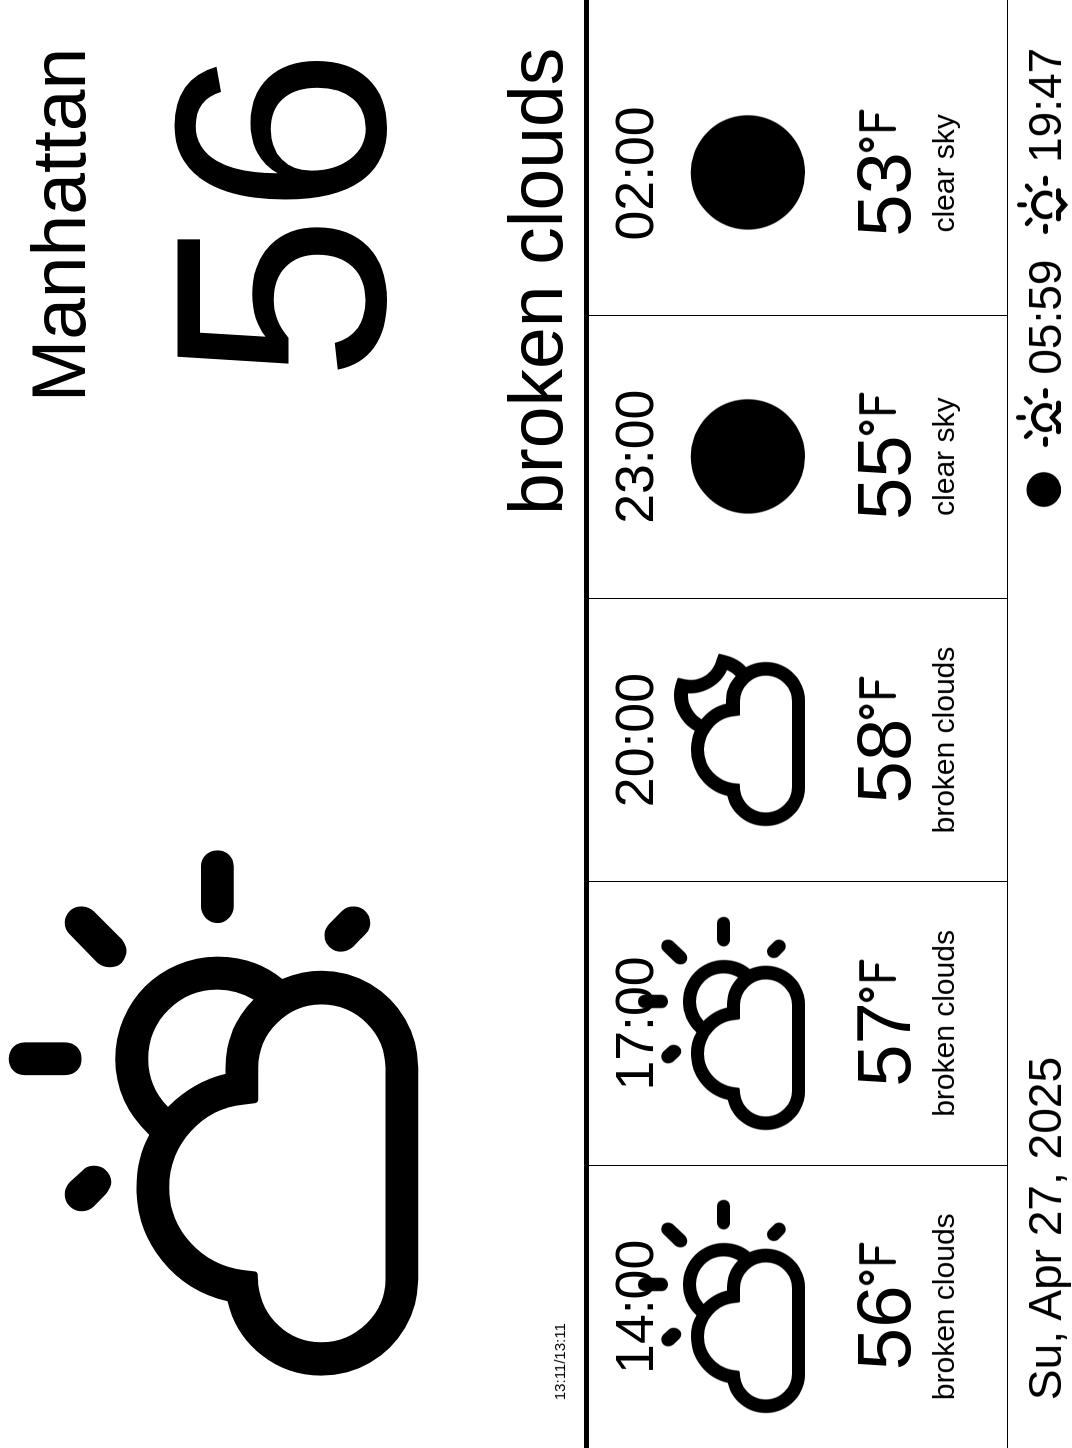 Manhattan
56
broken clouds
13:11/13:11
14:00 17:00 20:00 23:00 02:00
56°F 57°F 58°F 55°F 53°F
broken clouds broken clouds broken clouds clear sky clear sky
Su, Apr 27, 2025 05:59 19:47